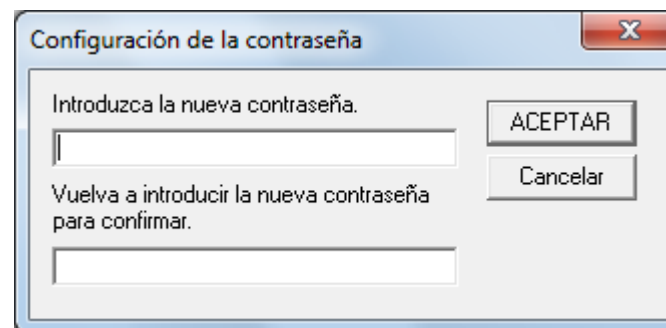 Configuración de la contraseña
Introduzca la nueva contraseña.
ACEPTAR
Cancelar
Vuelva a introducir la nueva contraseña
para confirmar.